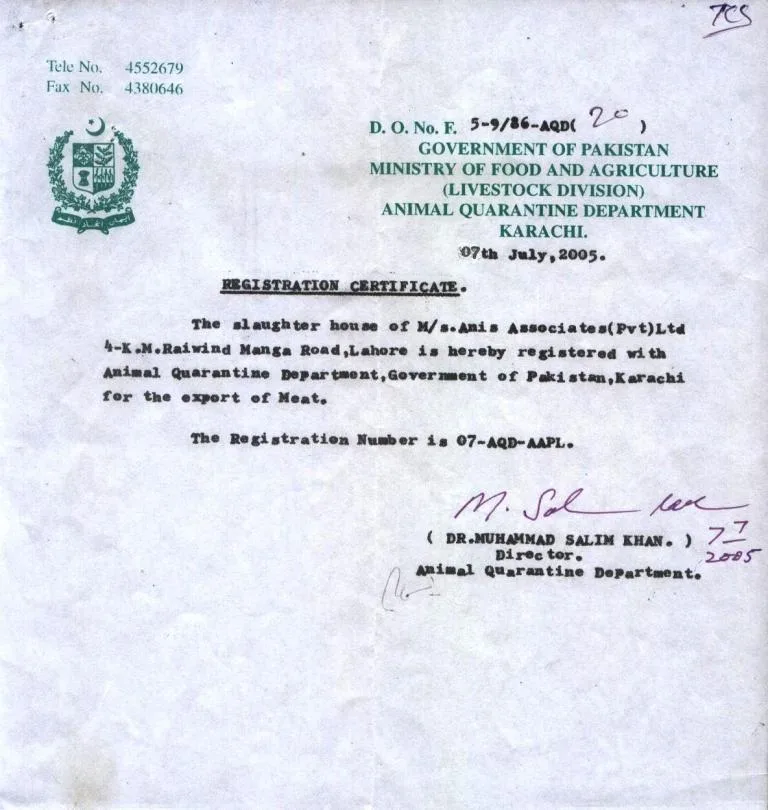 TCS
Tele No. 4552679
Fax No. 4380646
D. O. No. F. 5-9/86-AQD( 20 )
GOVERNMENT OF PAKISTAN
MINISTRY OF FOOD AND AGRICULTURE
(LIVESTOCK DIVISION)
ANIMAL QUARANTINE DEPARTMENT
KARACHI.
07th July,2005.
REGISTRATION CERTIFICATE.
The slaughter house of M/s.Anis Associates(Pvt)Ltd
4-K.M.Raiwind Manga Road,Lahore is hereby registered with
Animal Quarantine Department,Government of Pakistan,Karachi
for the export of Meat.
The Registration Number is 07-AQD-AAPL.
( DR.MUHAMMAD SALIM KHAN. ) 7/7
Director. 2005
Animal Quarantine Department.